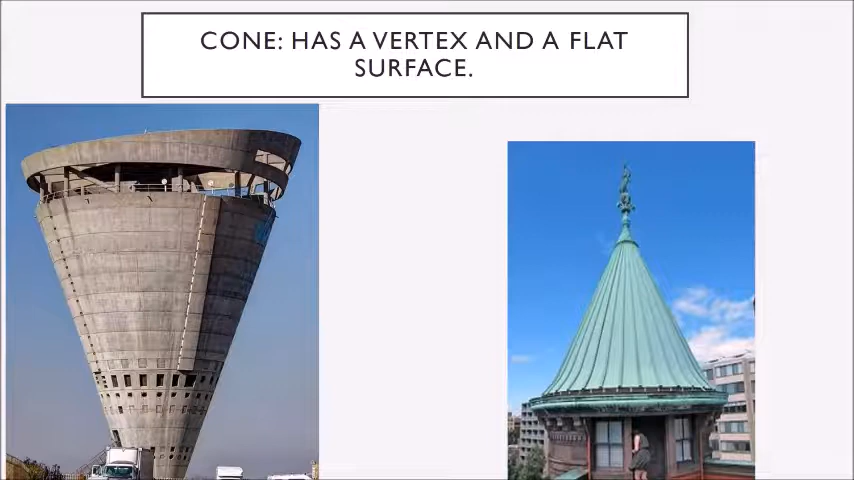 CONE: HAS A VERTEX AND A FLAT
SURFACE.